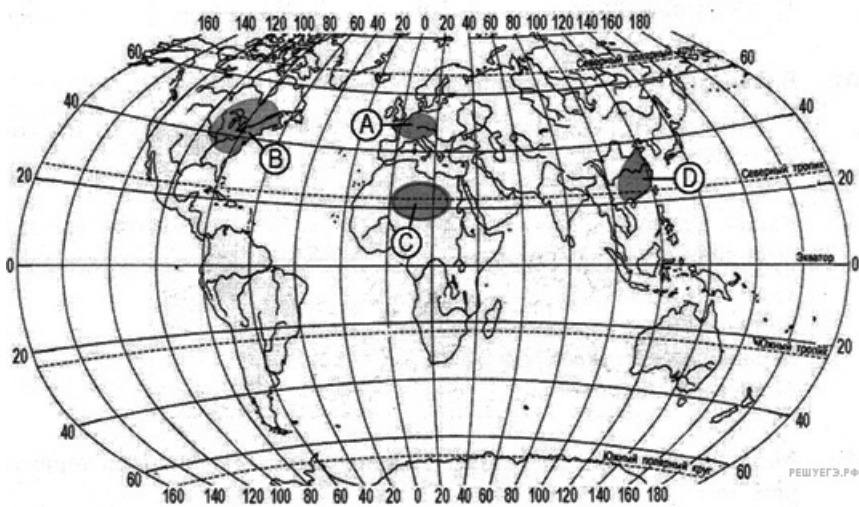 160 140 120 100 80 60 40 20 0 20 40 60 80 100 120 140 160 180
60 Северный полярный круг 60
40 40
A
B
20 Северный тропик 20
D
C
0 Экватор 0
20 Южный тропик 20
40 40
60 Южный полярный круг 60
160 140 120 100 80 60 40 20 0 20 40 60 80 100 120 140 160 180
РЕШУЕГЭ.РФ